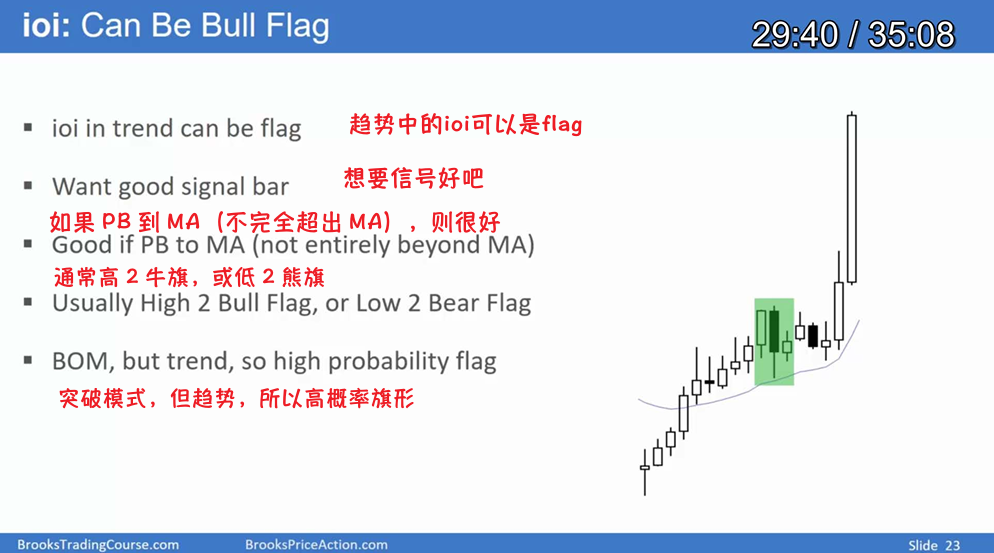 ioi: Can Be Bull Flag
29:40 / 35:08
▪ ioi in trend can be flag
趋势中的ioi可以是flag
▪ Want good signal bar
想要信号好吧
如果 PB 到 MA（不完全超出 MA），则很好
▪ Good if PB to MA (not entirely beyond MA)
通常高 2 牛旗，或低 2 熊旗
▪ Usually High 2 Bull Flag, or Low 2 Bear Flag
▪ BOM, but trend, so high probability flag
突破模式，但趋势，所以高概率旗形
BrooksTradingCourse.com
BrooksPriceAction.com
Slide 23